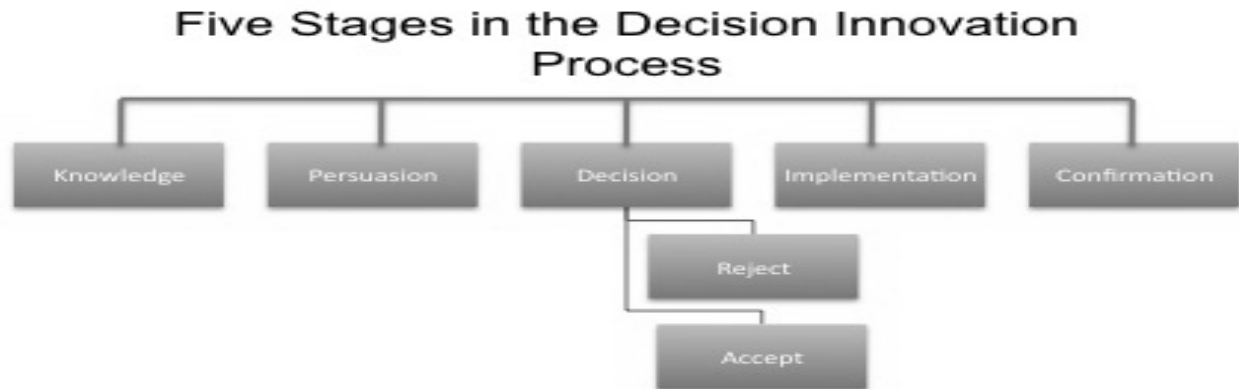 Five Stages in the Decision Innovation
Process
Knowledge
Persuasion
Decision
Implementation
Confirmation
Reject
Accept